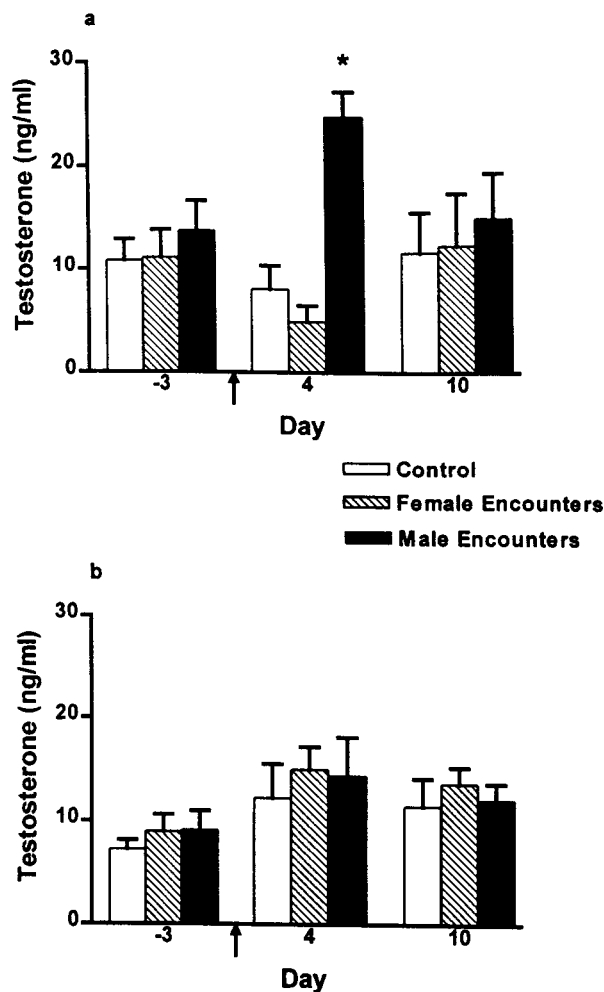 a
30
*
20
10
0
Testosterone (ng/ml)
-3 4 10
Day
Control
Female Encounters
Male Encounters
b
30
20
10
0
Testosterone (ng/ml)
-3 4 10
Day